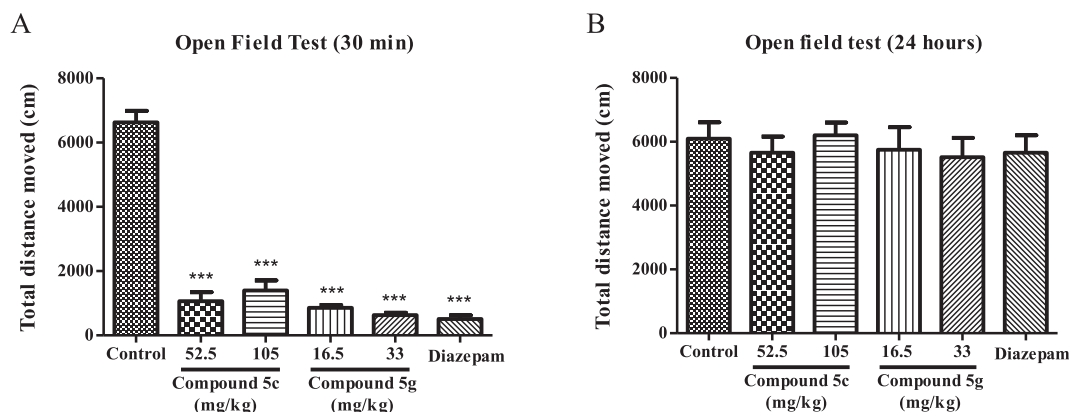 A
Open Field Test (30 min)
Total distance moved (cm)
8000
6000
4000
2000
0
***
***
***
***
***
Control
52.5
105
16.5
33
Diazepam
Compound 5c
(mg/kg)
Compound 5g
(mg/kg)
B
Open field test (24 hours)
Total distance moved (cm)
8000
6000
4000
2000
0
Control
52.5
105
16.5
33
Diazepam
Compound 5c
(mg/kg)
Compound 5g
(mg/kg)